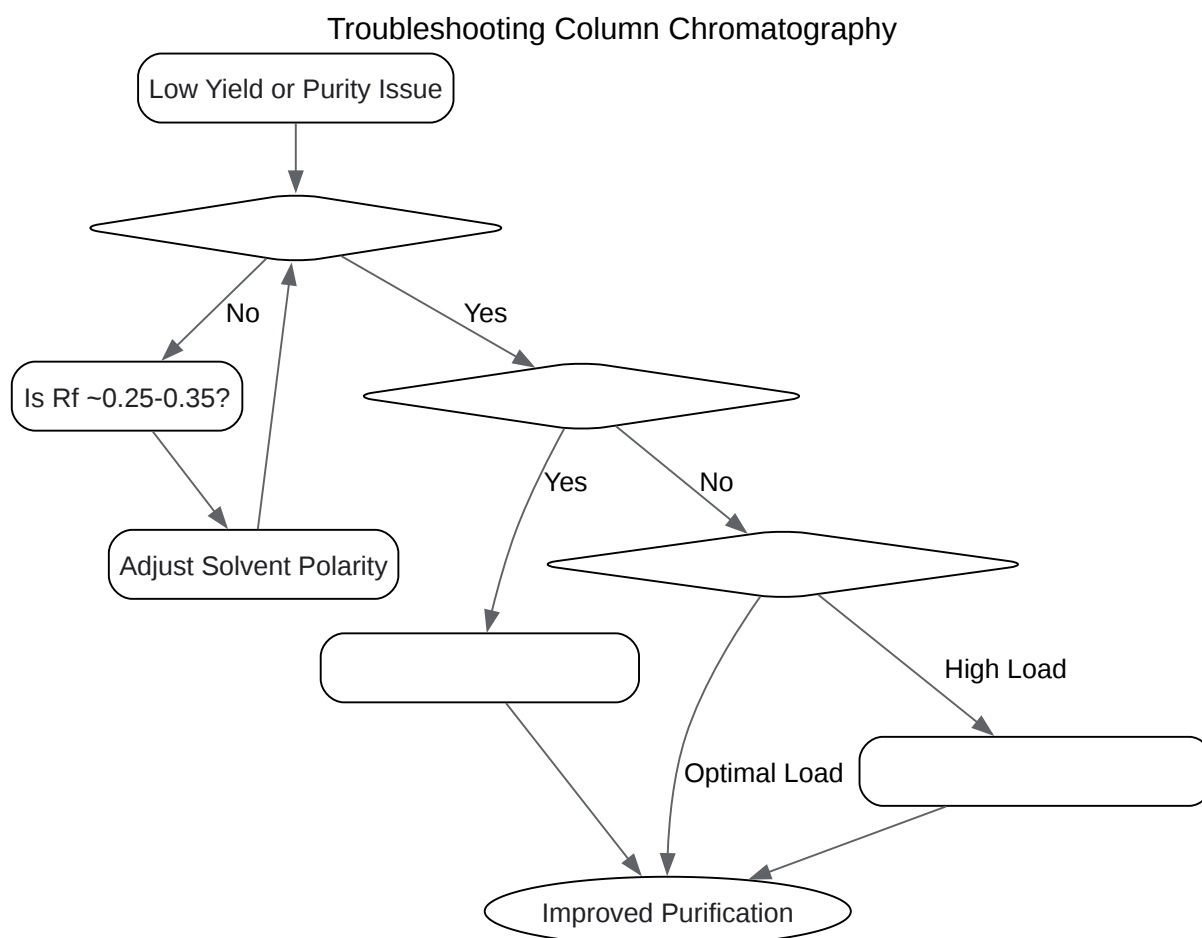 Troubleshooting Column Chromatography
Low Yield or Purity Issue
No
Yes
Is Rf ~0.25-0.35?
Yes
No
Adjust Solvent Polarity
High Load
Optimal Load
Improved Purification